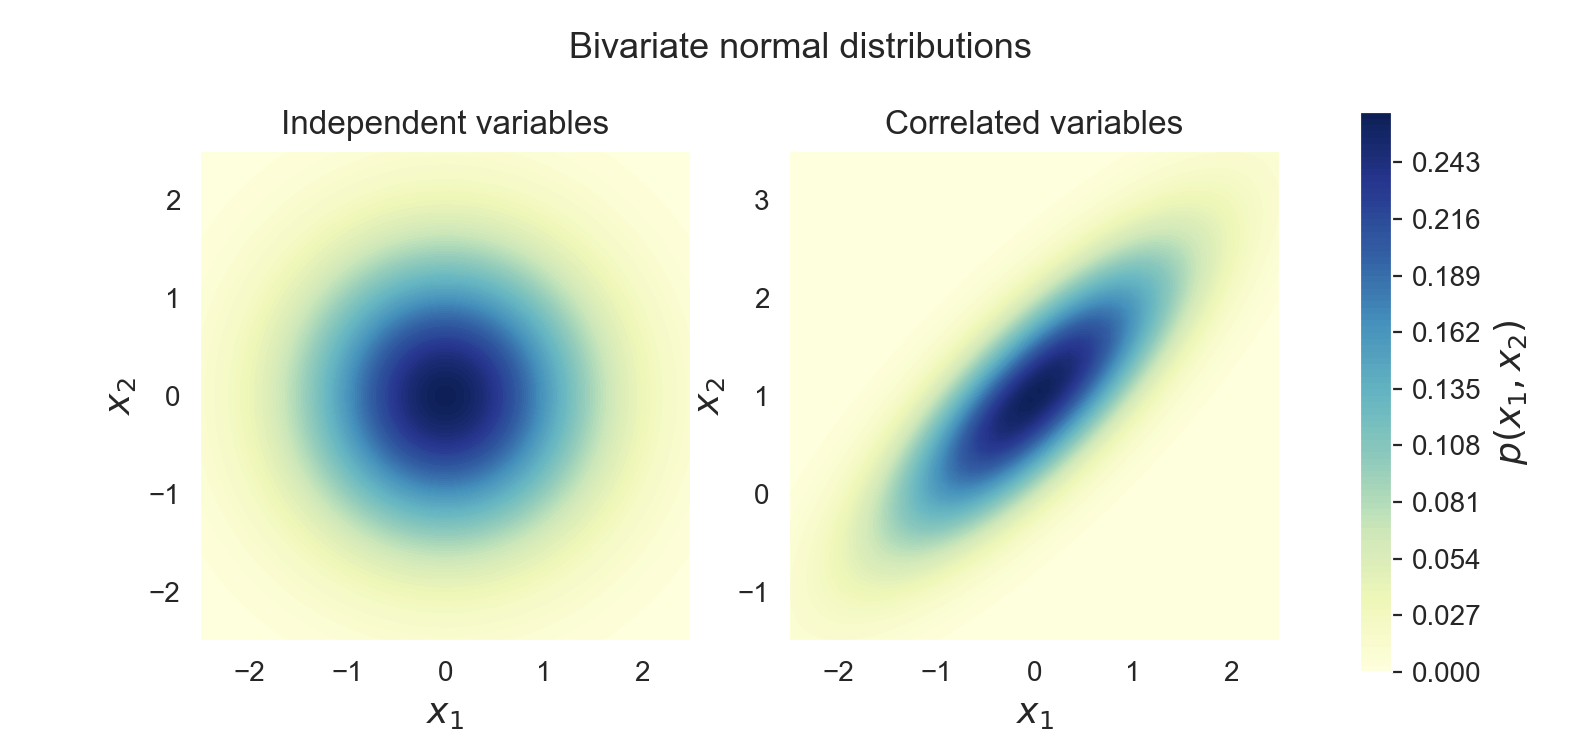 Bivariate normal distributions
Independent variables
2
1
0
−1
−2
x₂
−2 −1 0 1 2
x₁
Correlated variables
3
2
1
0
−1
x₂
−2 −1 0 1 2
x₁
0.243
0.216
0.189
0.162
0.135
0.108
0.081
0.054
0.027
0.000
p(x₁, x₂)